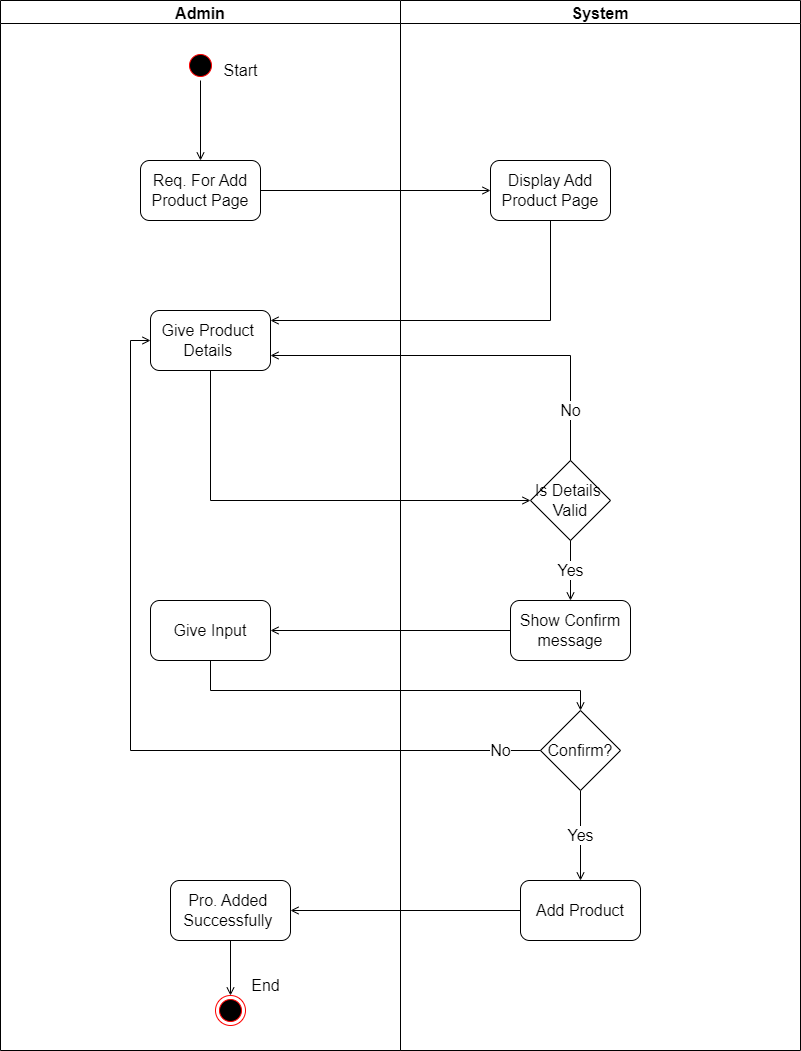 Admin
System
Start
Req. For Add
Product Page
Display Add
Product Page
Give Product
Details
No
Is Details
Valid
Yes
Give Input
Show Confirm
message
No
Confirm?
Yes
Pro. Added
Successfully
Add Product
End